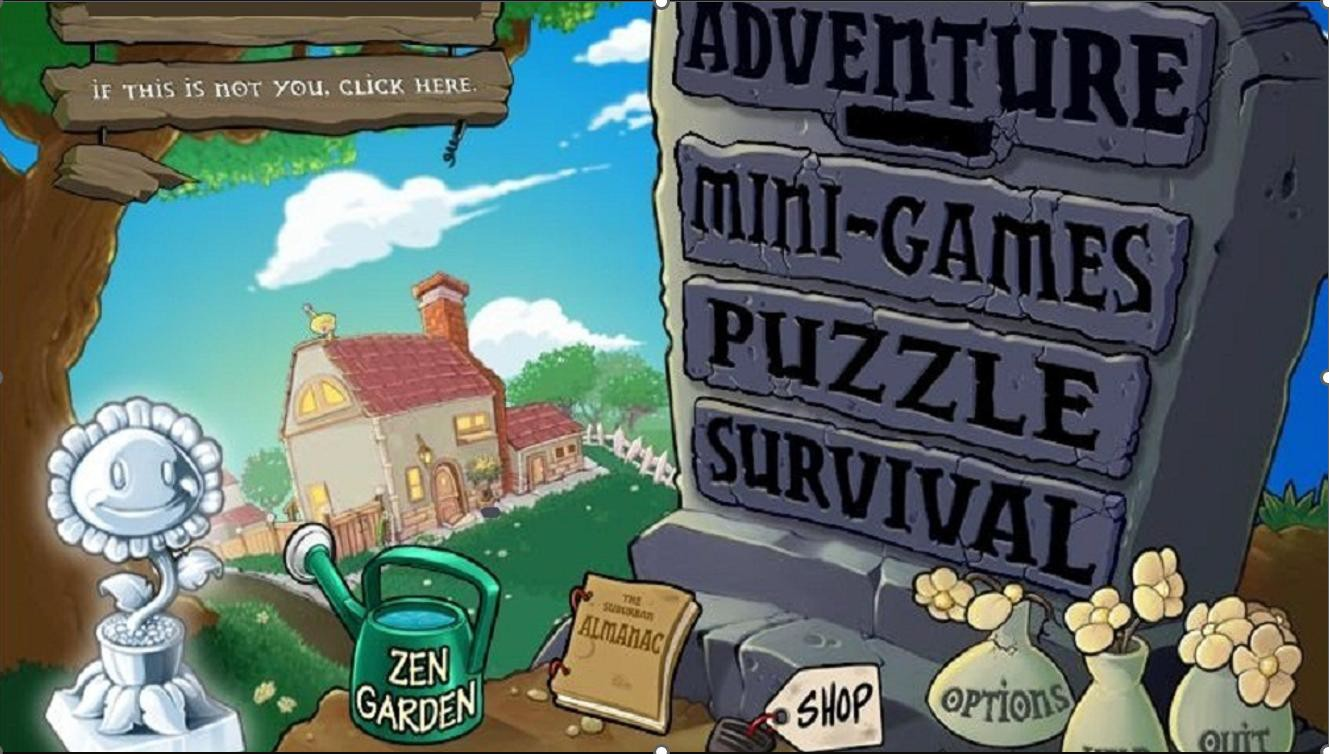 IF THIS IS NOT YOU, CLICK HERE.
ADVENTURE
MINI-GAMES
PUZZLE
SURVIVAL
ZEN
GARDEN
THE
SUBURBAN
ALMANAC
SHOP
OPTIONS
QUIT